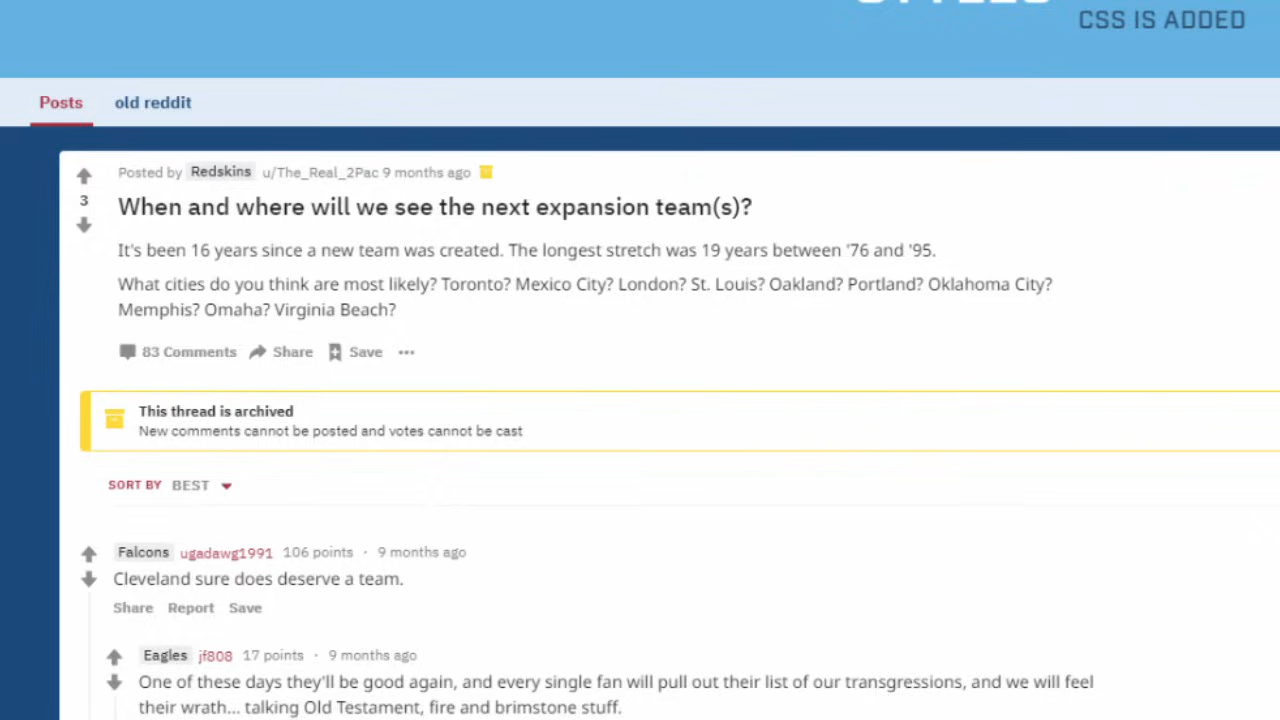 CSS IS ADDED
Posts old reddit
Posted by Redskins u/The_Real_2Pac 9 months ago
3
When and where will we see the next expansion team(s)?
It's been 16 years since a new team was created. The longest stretch was 19 years between '76 and '95.
What cities do you think are most likely? Toronto? Mexico City? London? St. Louis? Oakland? Portland? Oklahoma City?
Memphis? Omaha? Virginia Beach?
83 Comments Share Save ···
This thread is archived
New comments cannot be posted and votes cannot be cast
SORT BY BEST
Falcons ugadawg1991 106 points · 9 months ago
Cleveland sure does deserve a team.
Share Report Save
Eagles jf808 17 points · 9 months ago
One of these days they'll be good again, and every single fan will pull out their list of our transgressions, and we will feel
their wrath... talking Old Testament, fire and brimstone stuff.